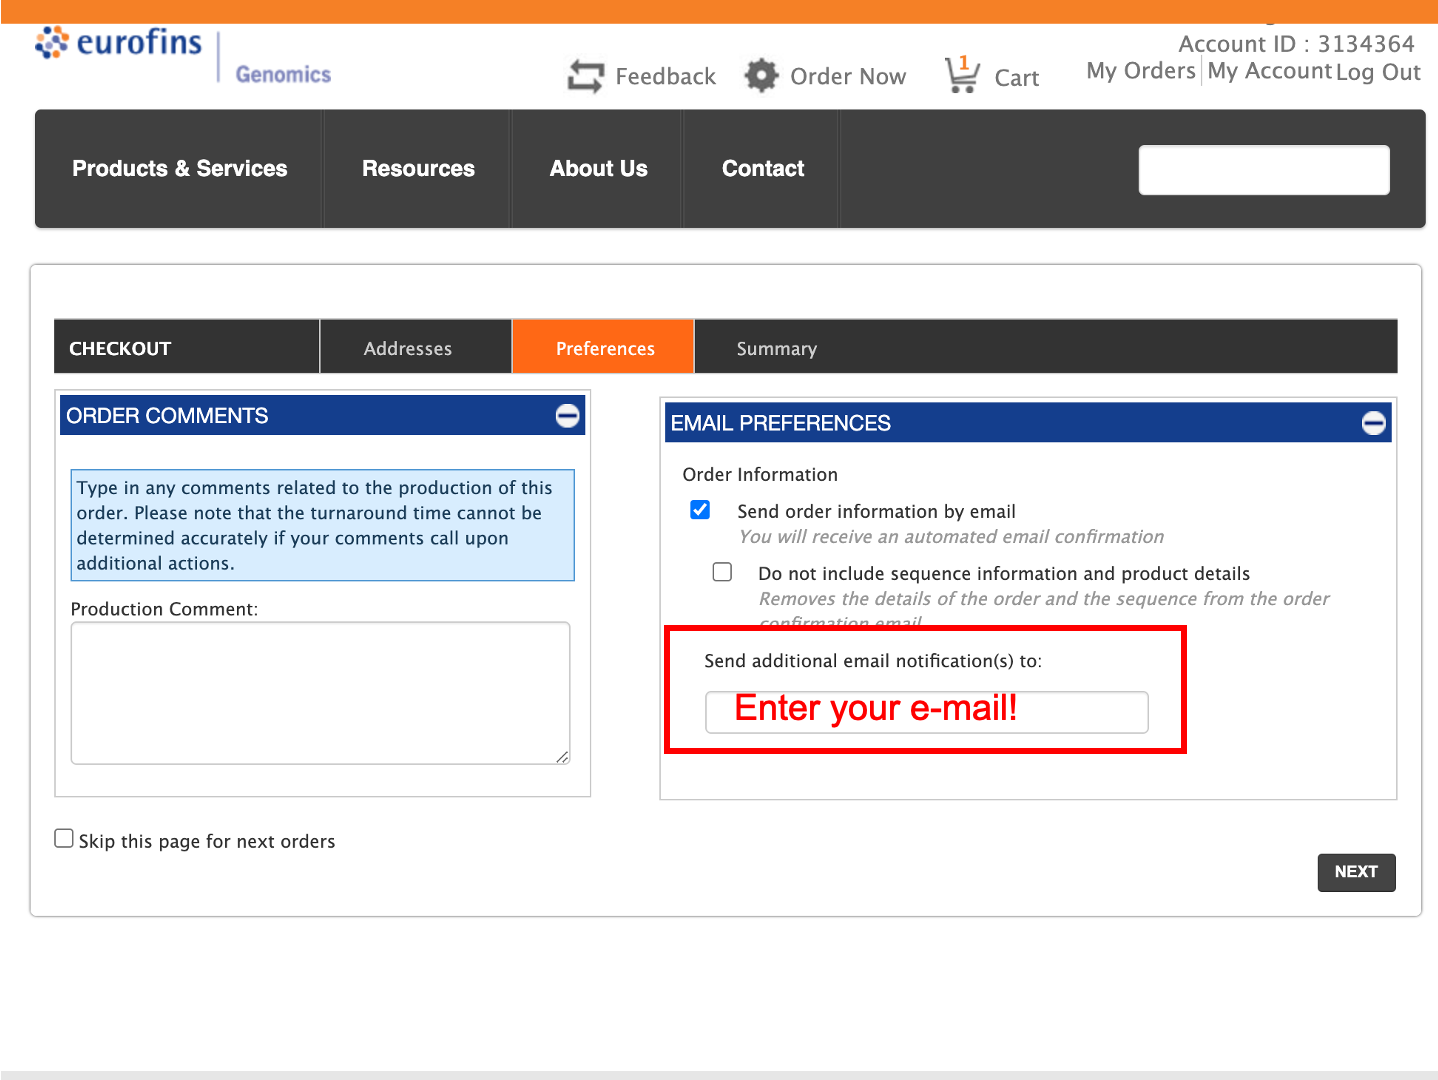 eurofins
Genomics
Feedback
Order Now
1
Cart
Account ID : 3134364
My Orders
My Account
Log Out
Products & Services
Resources
About Us
Contact
CHECKOUT
Addresses
Preferences
Summary
ORDER COMMENTS
Type in any comments related to the production of this
order. Please note that the turnaround time cannot be
determined accurately if your comments call upon
additional actions.
Production Comment:
EMAIL PREFERENCES
Order Information
Send order information by email
You will receive an automated email confirmation
Do not include sequence information and product details
Removes the details of the order and the sequence from the order
confirmation email
Send additional email notification(s) to:
Enter your e-mail!
Skip this page for next orders
NEXT